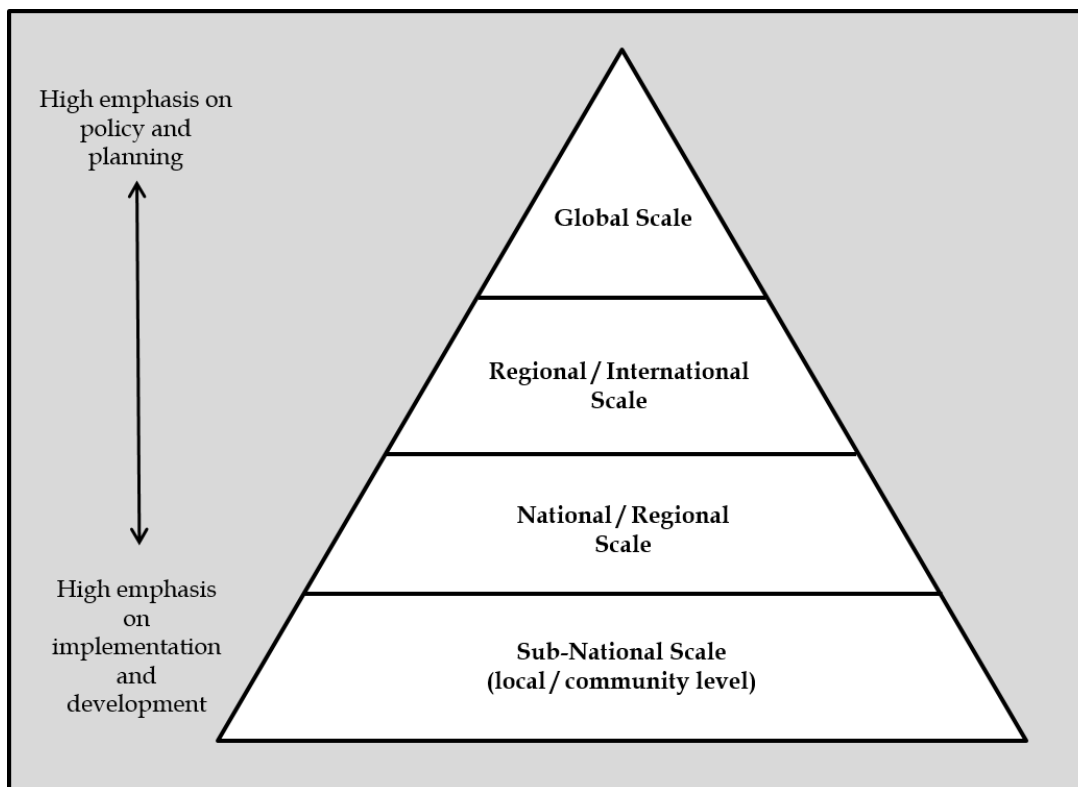 High emphasis on
policy and
planning
Global Scale
Regional / International
Scale
National / Regional
Scale
High emphasis
on
implementation
and
development
Sub-National Scale
(local / community level)